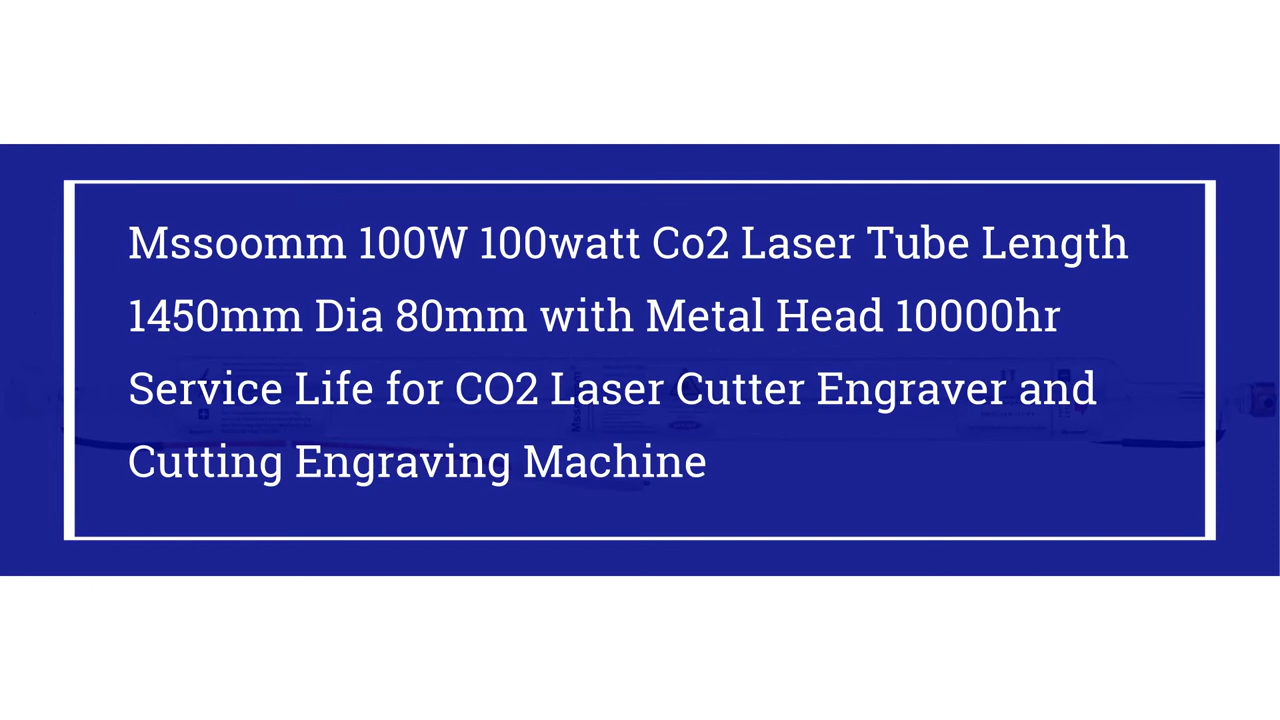 Mssoomm 100W 100watt Co2 Laser Tube Length
1450mm Dia 80mm with Metal Head 10000hr
Service Life for CO2 Laser Cutter Engraver and
Cutting Engraving Machine